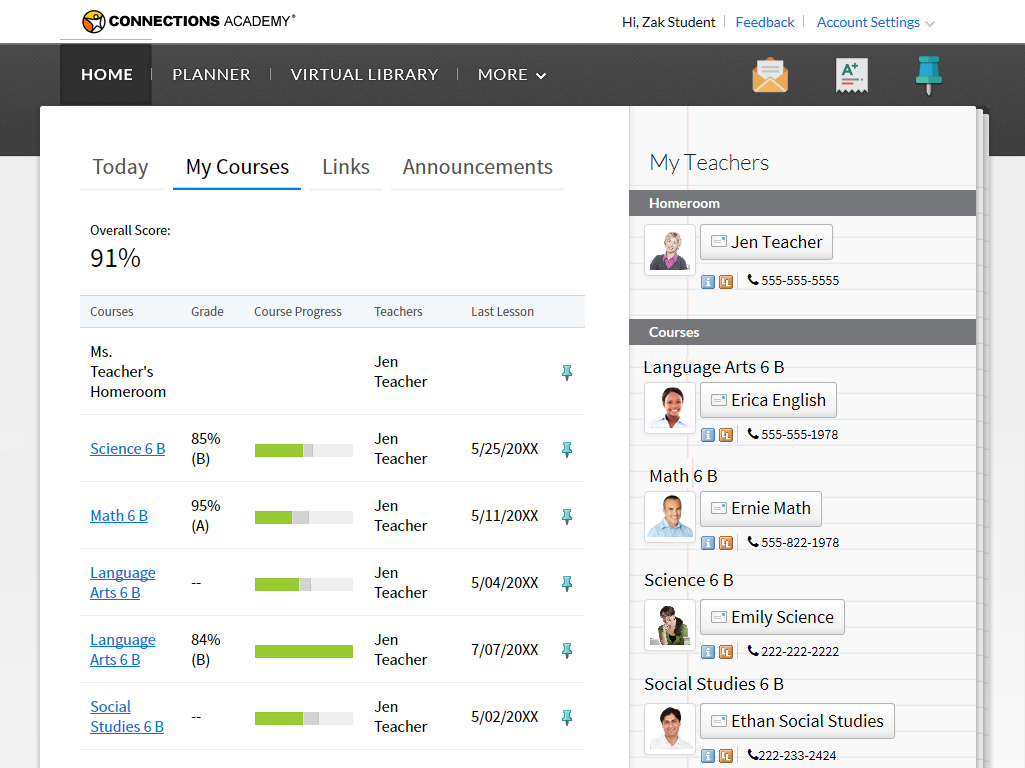 CONNECTIONS ACADEMY®
Hi, Zak Student
Feedback
Account Settings
HOME
PLANNER
VIRTUAL LIBRARY
MORE
A+
Today
My Courses
Links
Announcements
Overall Score:
91%
Courses Grade Course Progress Teachers Last Lesson
Ms.
Teacher's
Homeroom
Jen
Teacher
Science 6 B
85%
(B)
Jen
Teacher
5/25/20XX
Math 6 B
95%
(A)
Jen
Teacher
5/11/20XX
Language
Arts 6 B
--
Jen
Teacher
5/04/20XX
Language
Arts 6 B
84%
(B)
Jen
Teacher
7/07/20XX
Social
Studies 6 B
--
Jen
Teacher
5/02/20XX
My Teachers
Homeroom
Jen Teacher
555-555-5555
Courses
Language Arts 6 B
Erica English
555-555-1978
Math 6 B
Ernie Math
555-822-1978
Science 6 B
Emily Science
222-222-2222
Social Studies 6 B
Ethan Social Studies
222-233-2424